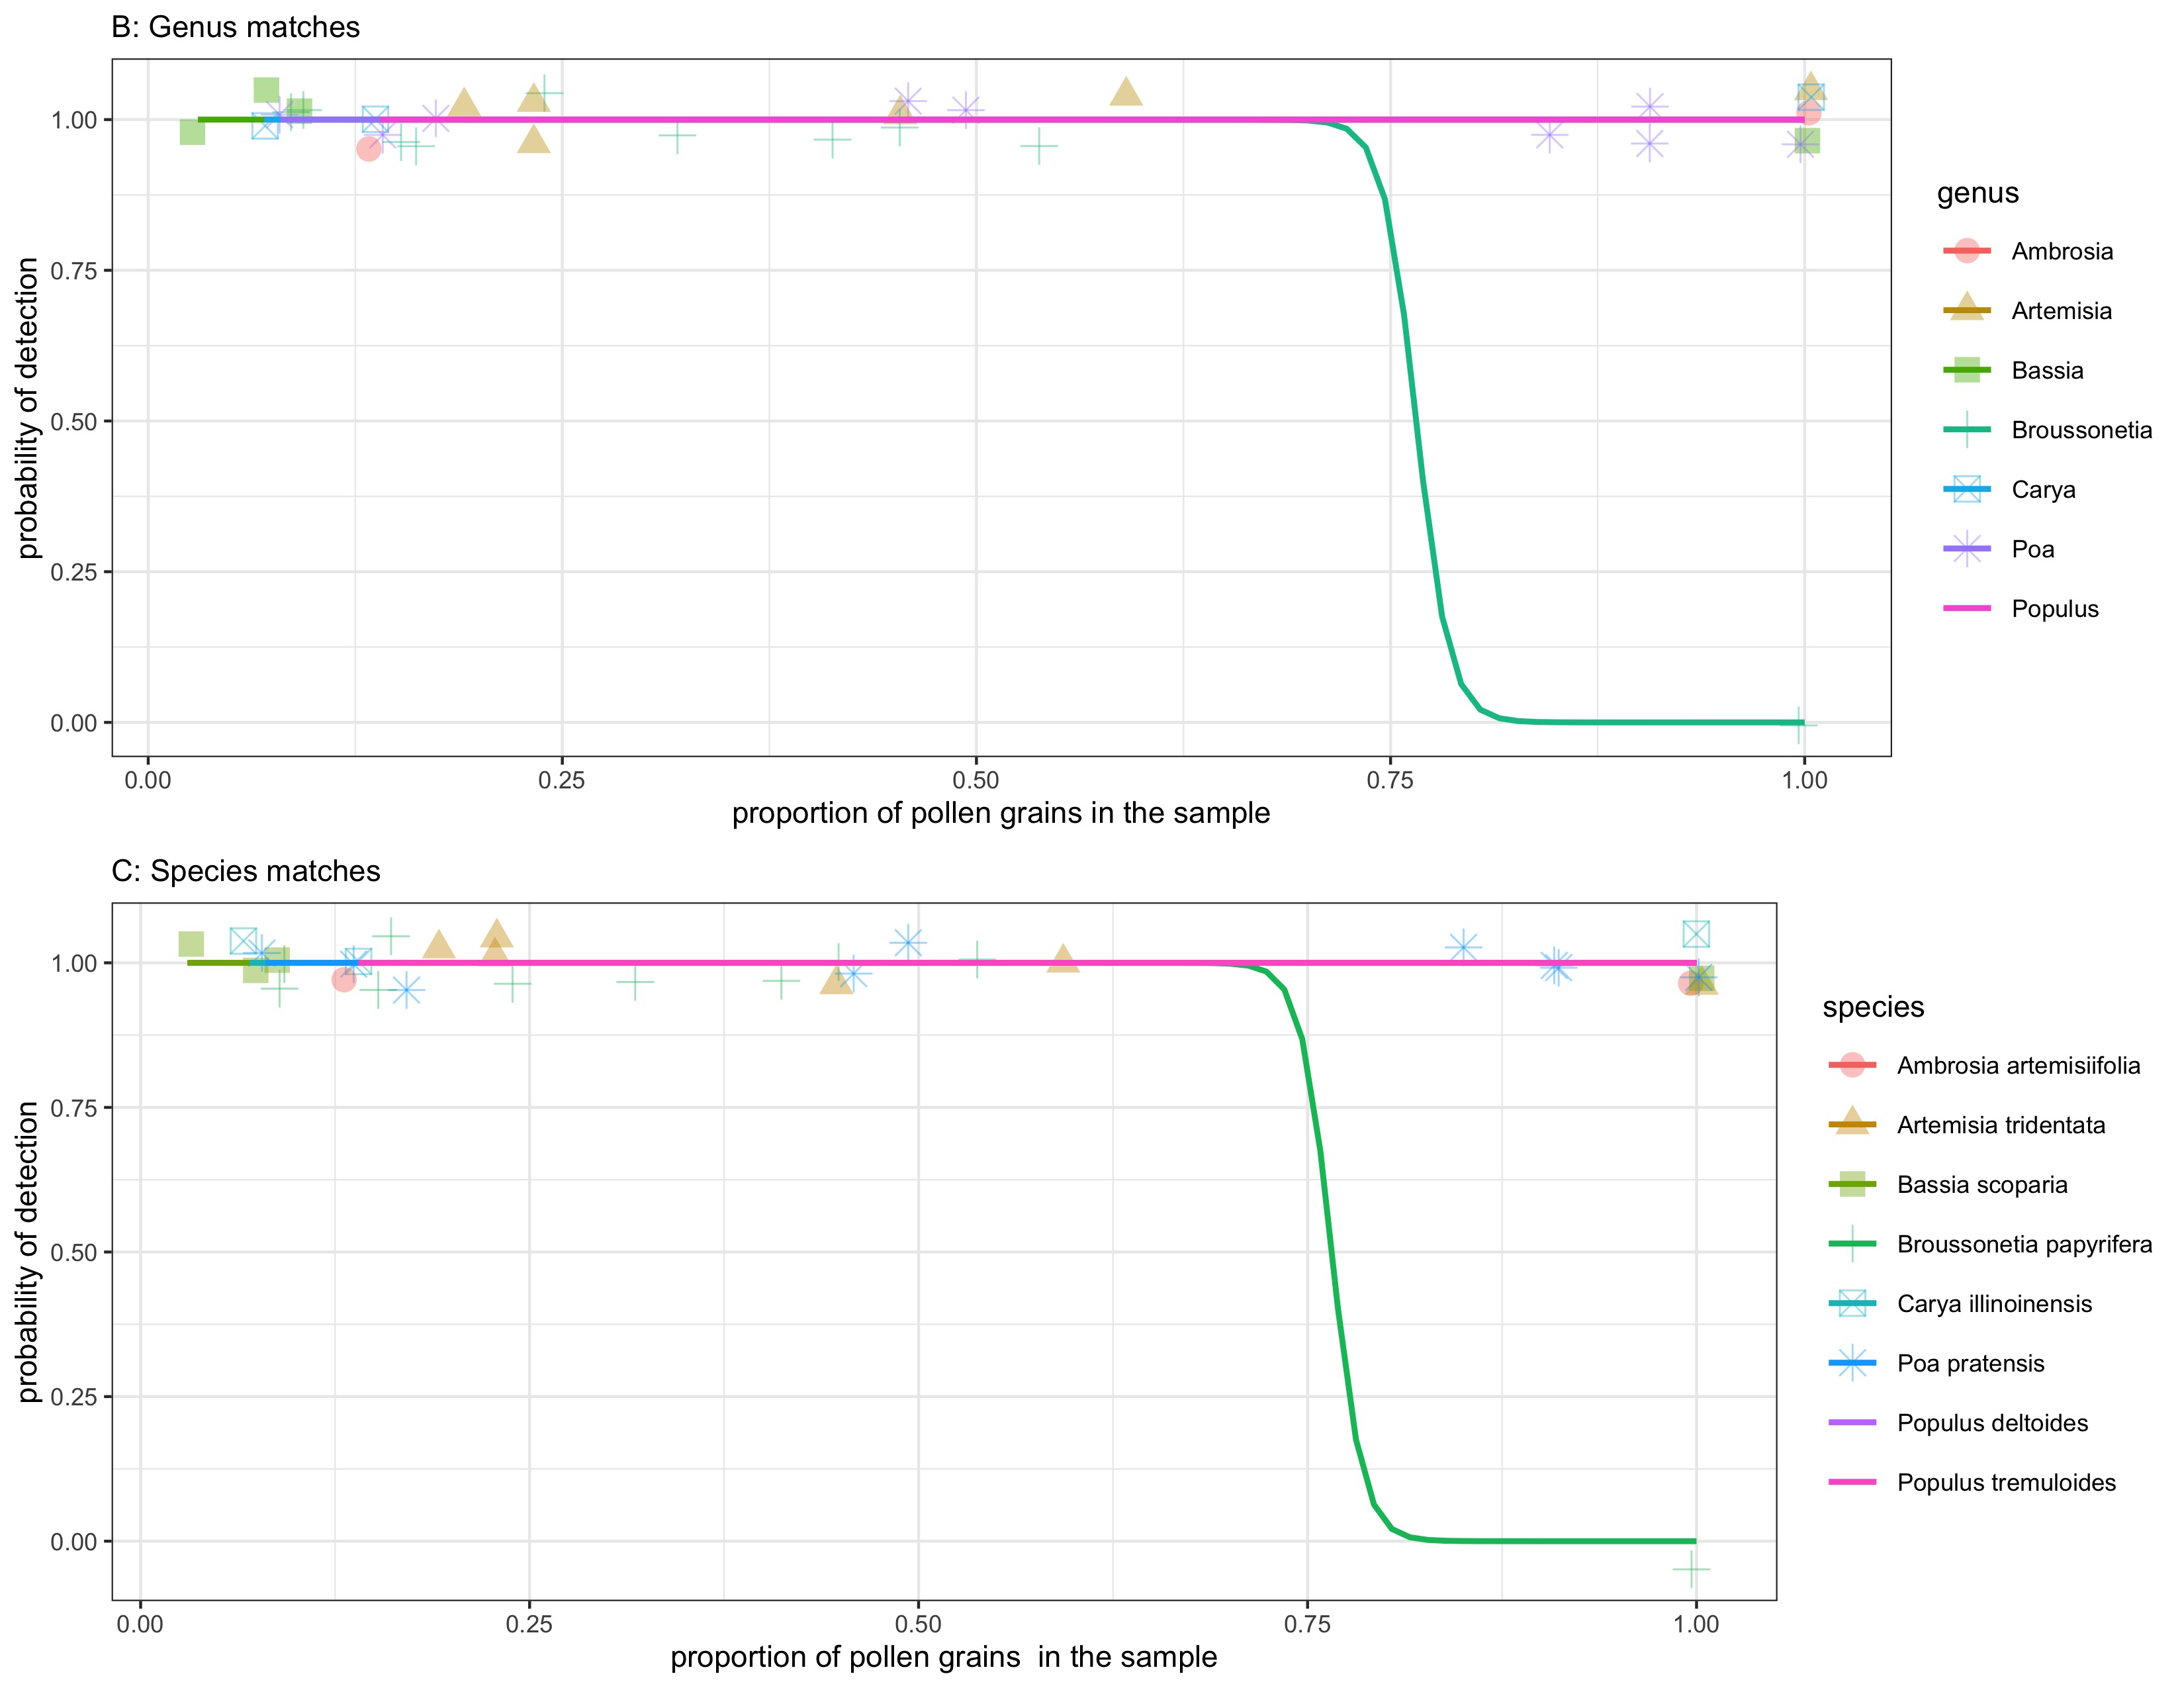 B: Genus matches
probability of detection
1.00
0.75
0.50
0.25
0.00
0.00 0.25 0.50 0.75 1.00
proportion of pollen grains in the sample
genus
Ambrosia
Artemisia
Bassia
Broussonetia
Carya
Poa
Populus
C: Species matches
probability of detection
1.00
0.75
0.50
0.25
0.00
0.00 0.25 0.50 0.75 1.00
proportion of pollen grains  in the sample
species
Ambrosia artemisiifolia
Artemisia tridentata
Bassia scoparia
Broussonetia papyrifera
Carya illinoinensis
Poa pratensis
Populus deltoides
Populus tremuloides